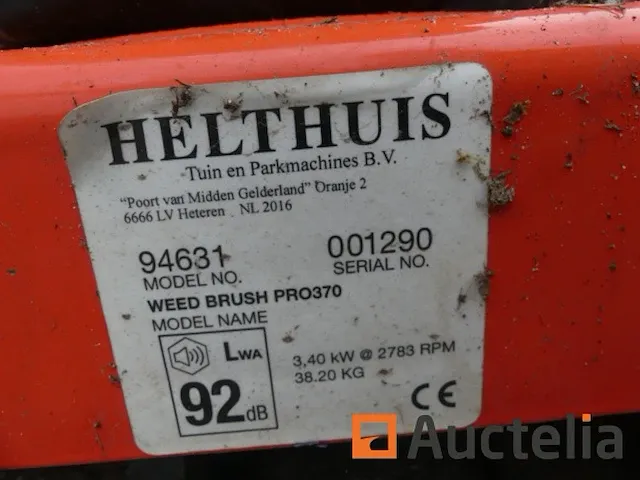 HELTHUIS
Tuin en Parkmachines B.V.
"Poort van Midden Gelderland" Oranje 2
6666 LV Heteren NL 2016
94631 001290
MODEL NO. SERIAL NO.
WEED BRUSH PRO370
MODEL NAME
LWA
92dB
3,40 kW @ 2783 RPM
38.20 KG
CE
Auctelia